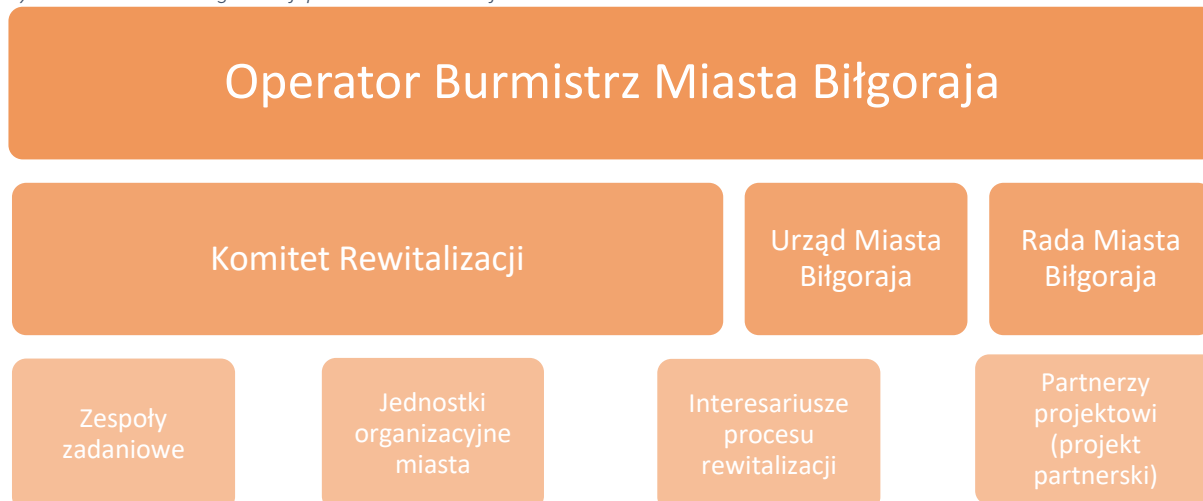 Operator Burmistrz Miasta Biłgoraja
Komitet Rewitalizacji
Urząd Miasta
Biłgoraja
Rada Miasta
Biłgoraja
Zespoły
zadaniowe
Jednostki
organizacyjne
miasta
Interesariusze
procesu
rewitalizacji
Partnerzy
projektowi
(projekt
partnerski)